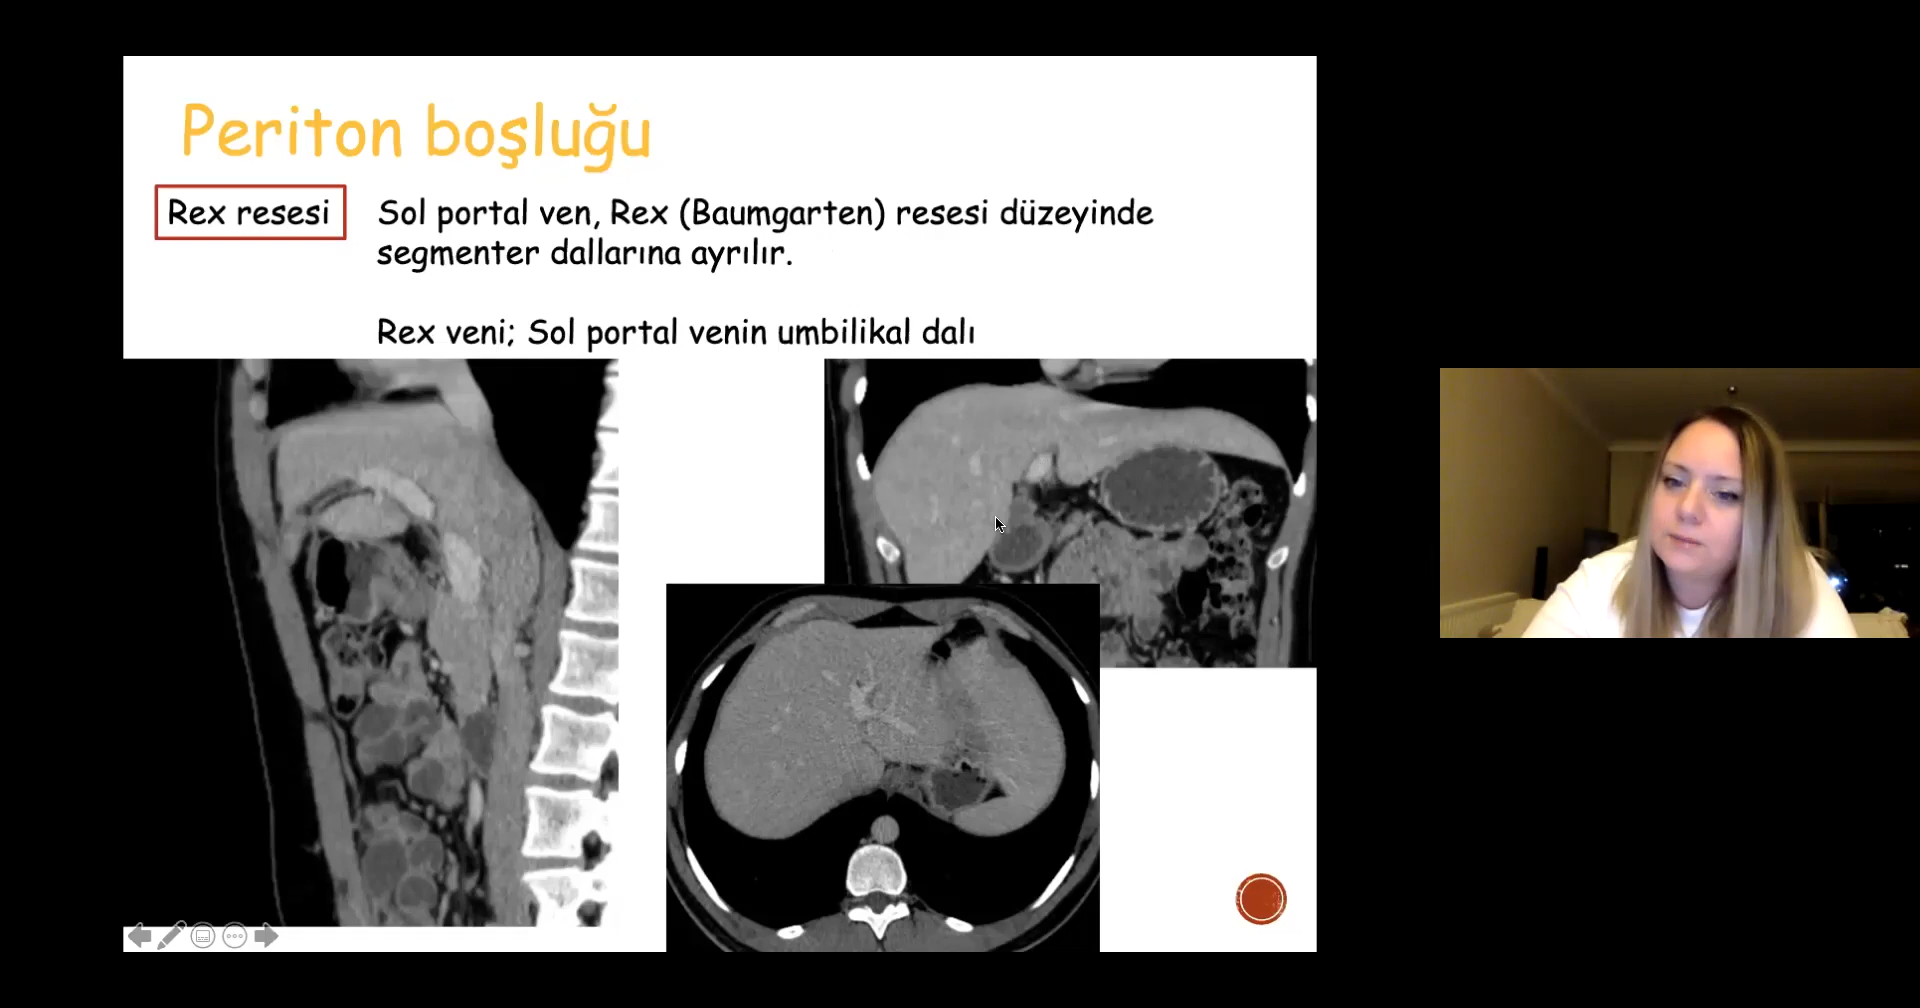 Periton boşluğu
Rex resesi
Sol portal ven, Rex (Baumgarten) resesi düzeyinde
segmenter dallarına ayrılır.
Rex veni; Sol portal venin umbilikal dalı